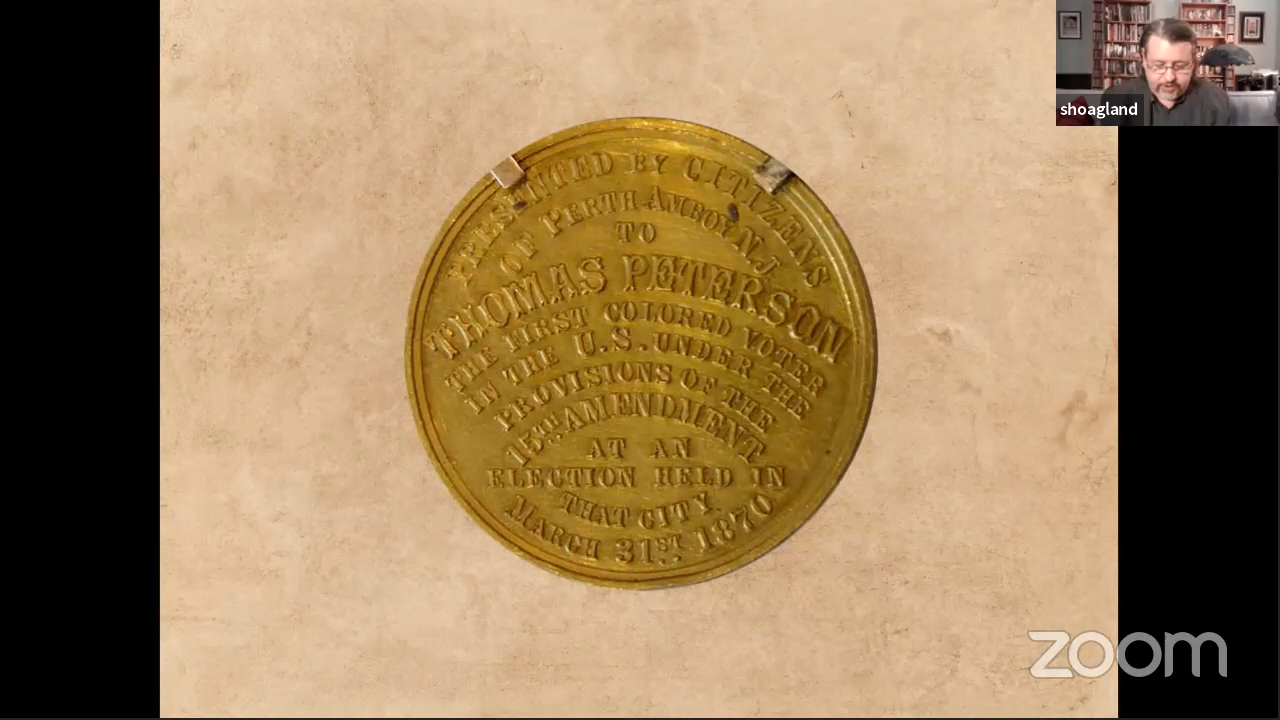 shoagland
PRESENTED BY CITIZENS
OF PERTH AMBOY N.J.
TO
THOMAS PETERSON
THE FIRST COLORED VOTER
IN THE U.S. UNDER THE
PROVISIONS OF THE
15TH AMENDMENT
AT AN
ELECTION HELD IN
THAT CITY
MARCH 31ST 1870
zoom